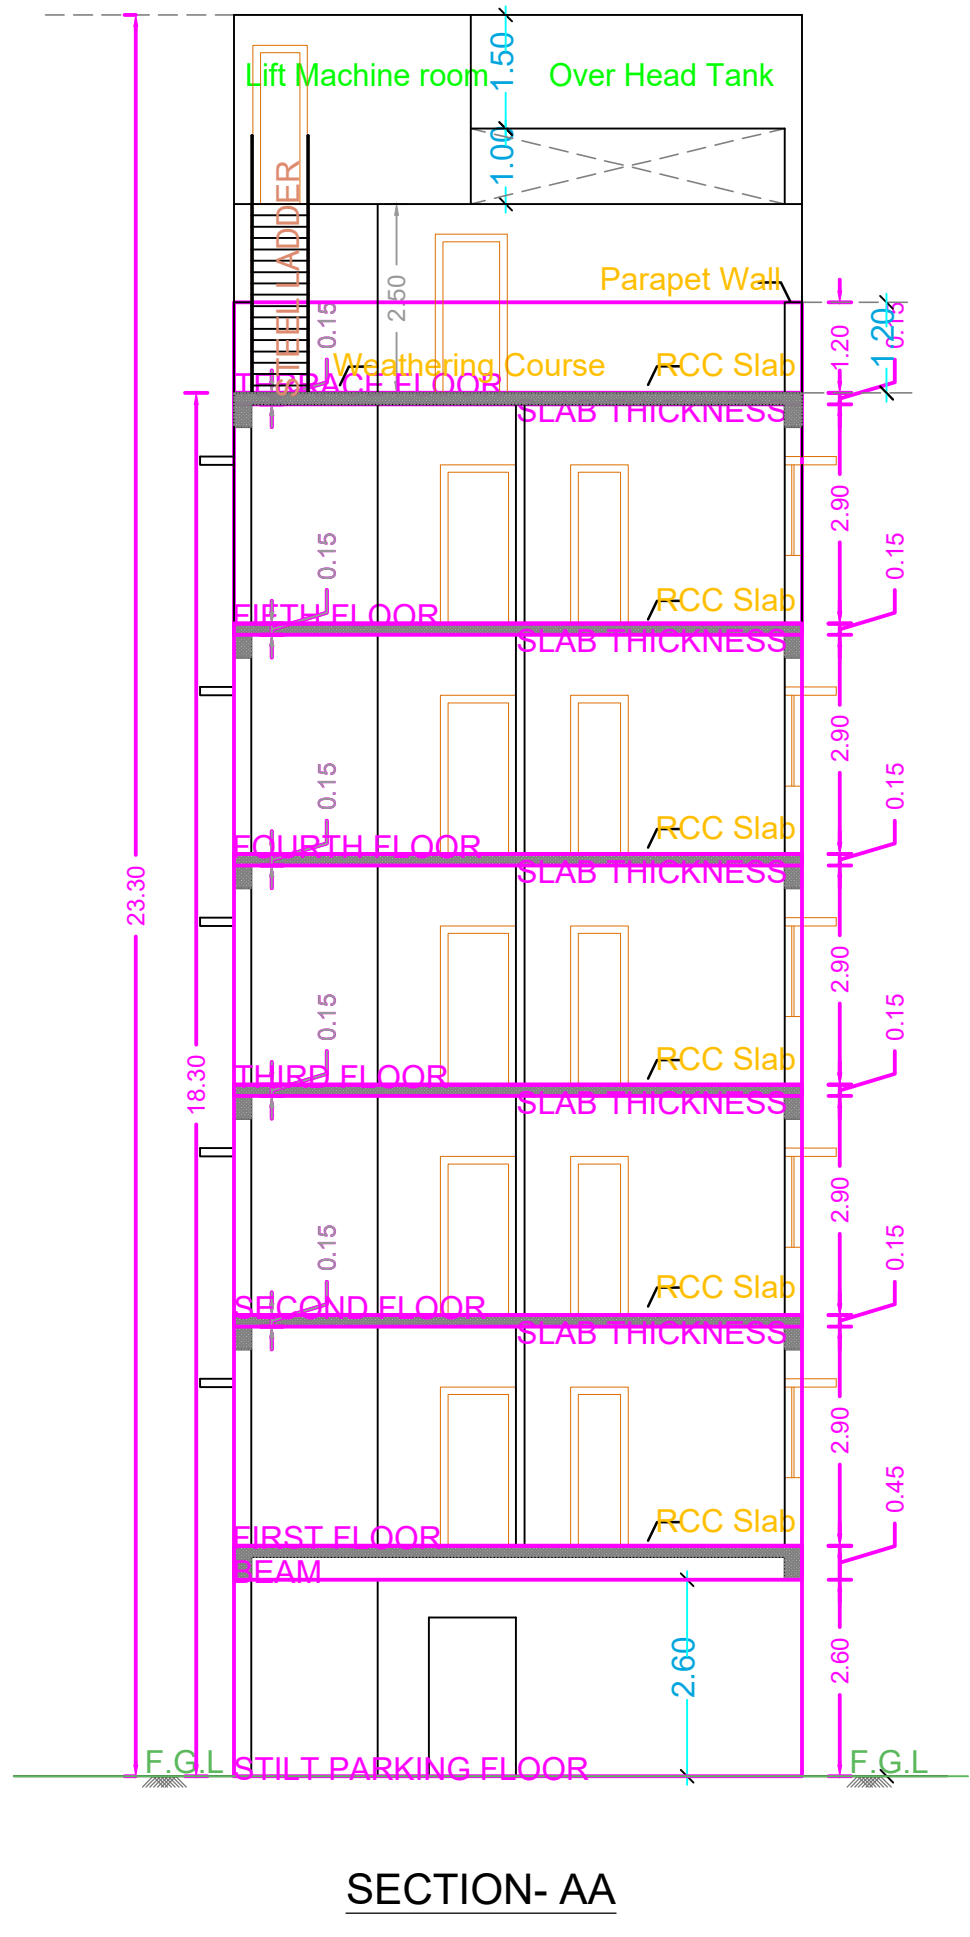 Lift Machine room
Over Head Tank
1.50
1.00
STEEL LADDER
2.50
Parapet Wall
0.15
1.20
1.20
0.15
Weathering Course
RCC Slab
TERRACE FLOOR
SLAB THICKNESS
2.90
0.15
0.15
RCC Slab
FIFTH FLOOR
SLAB THICKNESS
2.90
0.15
0.15
RCC Slab
FOURTH FLOOR
SLAB THICKNESS
23.30
2.90
0.15
0.15
RCC Slab
THIRD FLOOR
18.30
SLAB THICKNESS
2.90
0.15
0.15
RCC Slab
SECOND FLOOR
SLAB THICKNESS
2.90
0.45
RCC Slab
FIRST FLOOR
BEAM
2.60
2.60
F.G.L
STILT PARKING FLOOR
F.G.L
SECTION- AA